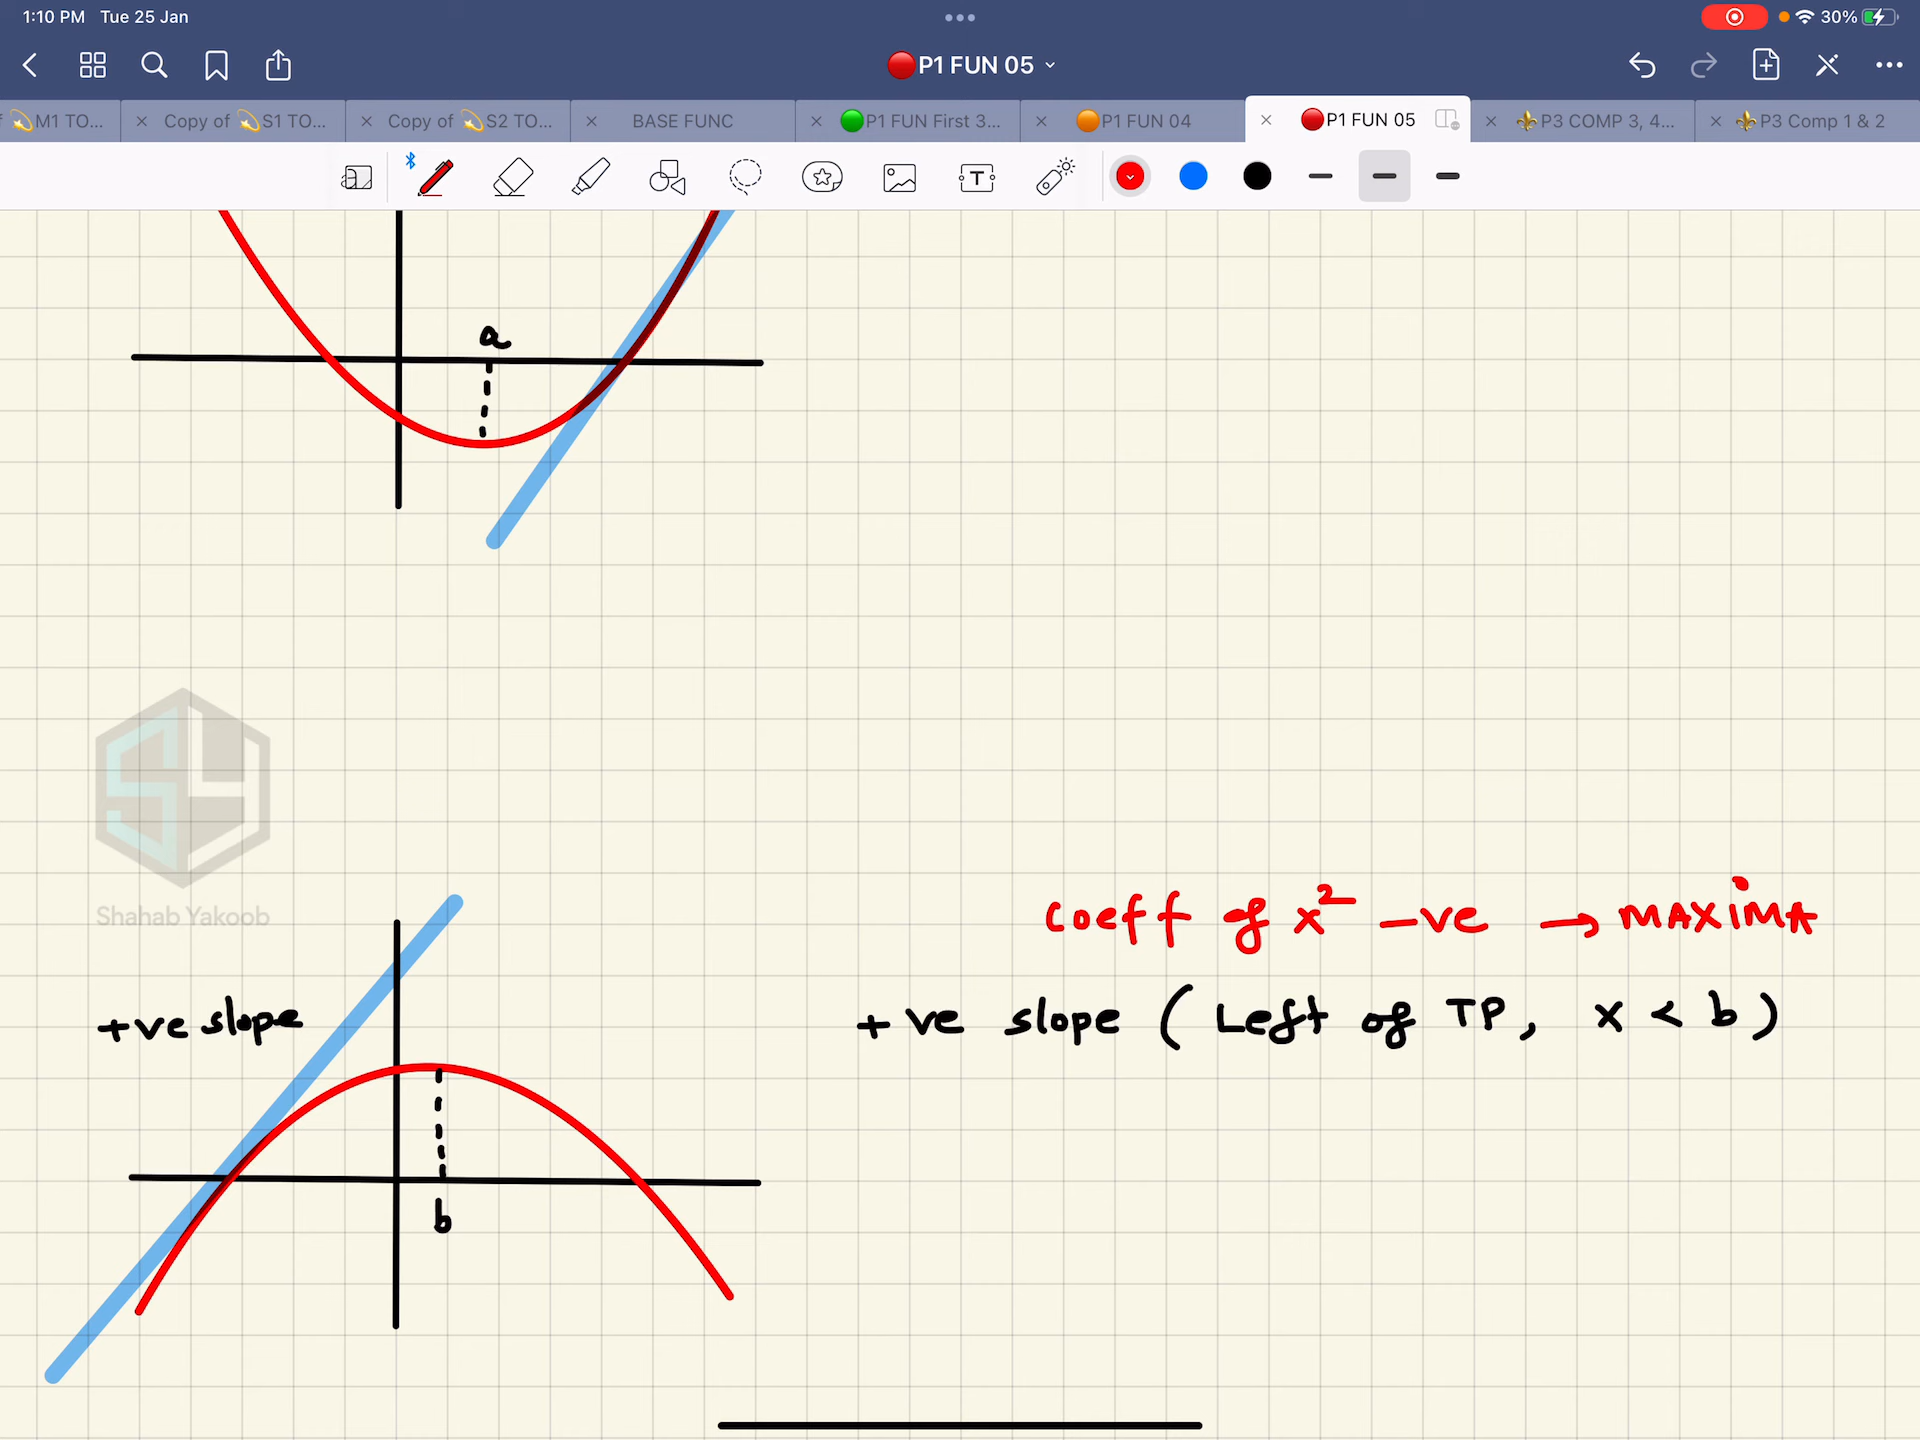 1:10 PM Tue 25 Jan
30%
P1 FUN 05
M1 TO...
Copy of 💫S1 TO...
Copy of 💫S2 TO...
BASE FUNC
P1 FUN First 3...
P1 FUN 04
P1 FUN 05
P3 COMP 3, 4...
P3 Comp 1 & 2
a
Shahab Yakoob
coeff of x² -ve → MAXIMA
+ve slope
+ve slope (Left of TP, x < b)
b